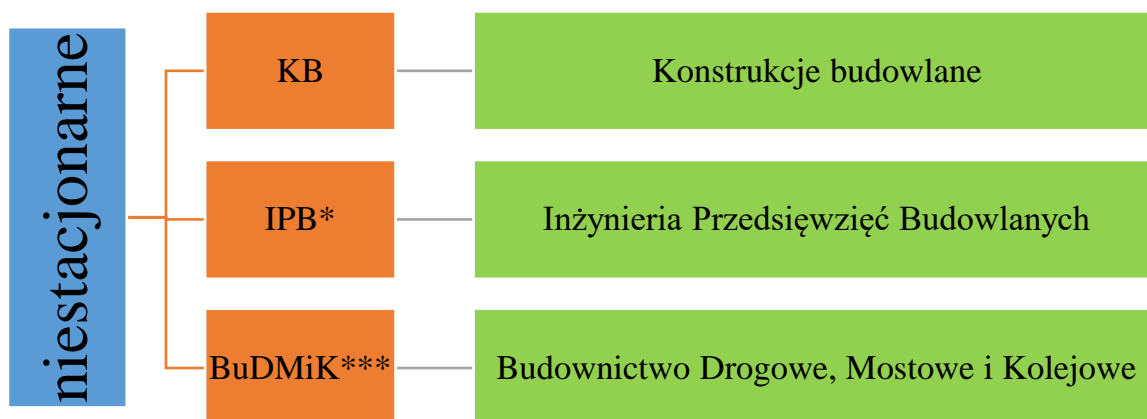 niestacjonarne
KB
Konstrukcje budowlane
IPB*
Inżynieria Przedsięwzięć Budowlanych
BuDMiK***
Budownictwo Drogowe, Mostowe i Kolejowe